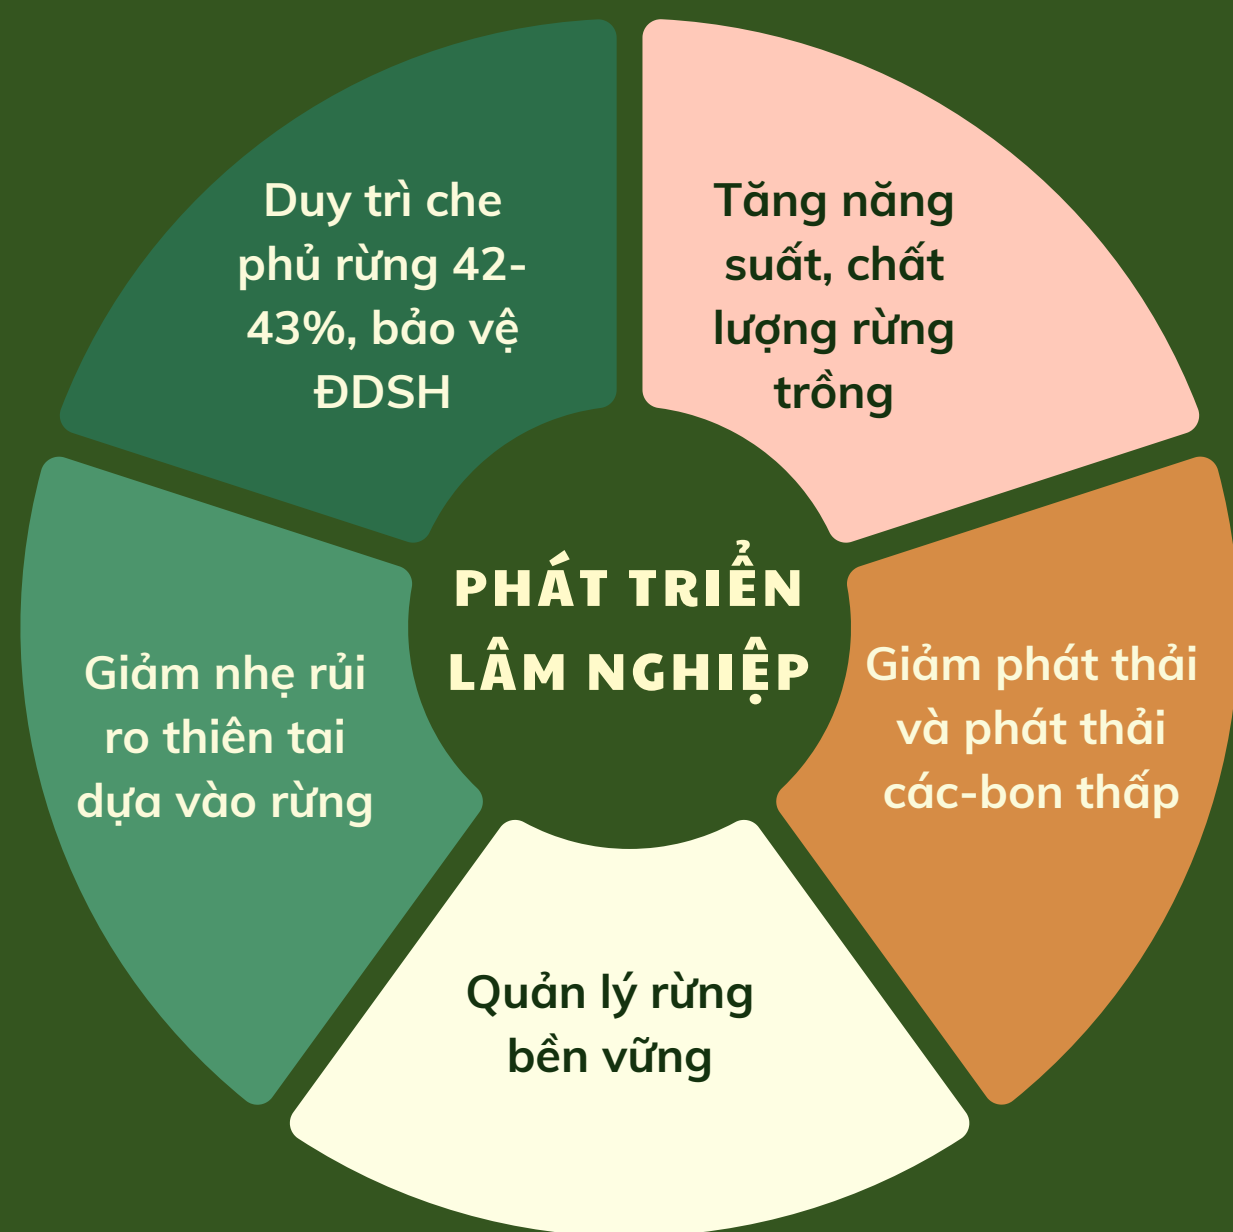 Duy trì che
phủ rừng 42-
43%, bảo vệ
ĐDSH
Tăng năng
suất, chất
lượng rừng
trồng
PHÁT TRIỂN
LÂM NGHIỆP
Giảm nhẹ rủi
ro thiên tai
dựa vào rừng
Giảm phát thải
và phát thải
các-bon thấp
Quản lý rừng
bền vững